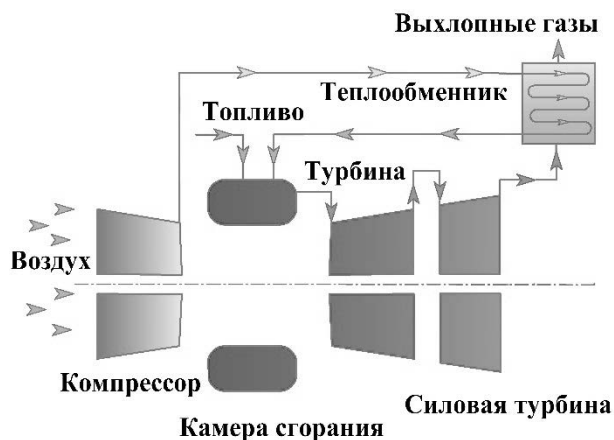 Выхлопные газы
Теплообменник
Топливо
Турбина
Воздух
Компрессор
Силовая турбина
Камера сгорания